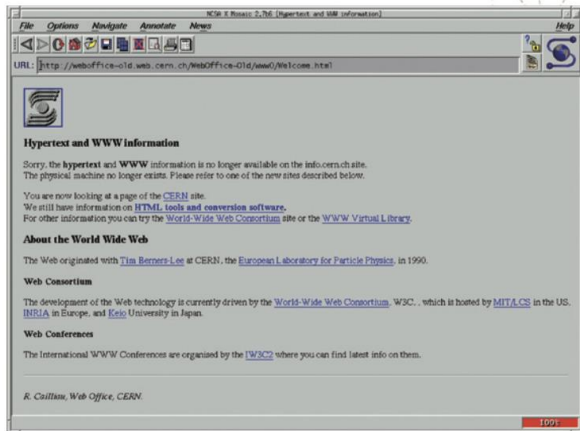 NCSA X Mosaic 2.7b6 [Hypertext and WWW information]
File Options Navigate Annotate News Help
URL: http://weboffice-old.web.cern.ch/WebOffice-Old/www0/Welcome.html
Hypertext and WWW information
Sorry, the hypertext and WWW information is no longer available on the info.cern.ch site.
The physical machine no longer exists. Please refer to one of the new sites described below.
You are now looking at a page of the CERN site.
We still have information on HTML tools and conversion software.
For other information you can try the World-Wide Web Consortium site or the WWW Virtual Library.
About the World Wide Web
The Web originated with Tim Berners-Lee at CERN, the European Laboratory for Particle Physics, in 1990.
Web Consortium
The development of the Web technology is currently driven by the World-Wide Web Consortium, W3C, , which is hosted by MIT/LCS in the US,
INRIA in Europe, and Keio University in Japan.
Web Conferences
The International WWW Conferences are organised by the IW3C2 where you can find latest info on them.
R. Cailliau, Web Office, CERN.
100%